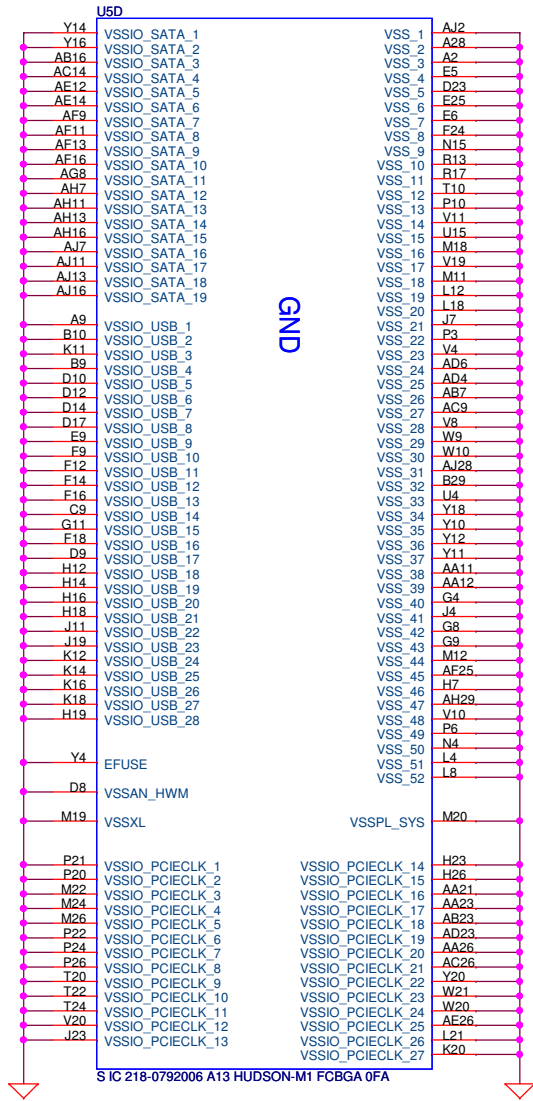 U5D
Y14 VSSIO_SATA_1
Y16 VSSIO_SATA_2
AB16 VSSIO_SATA_3
AC14 VSSIO_SATA_4
AE12 VSSIO_SATA_5
AE14 VSSIO_SATA_6
AF9 VSSIO_SATA_7
AF11 VSSIO_SATA_8
AF13 VSSIO_SATA_9
AF16 VSSIO_SATA_10
AG8 VSSIO_SATA_11
AH7 VSSIO_SATA_12
AH11 VSSIO_SATA_13
AH13 VSSIO_SATA_14
AH16 VSSIO_SATA_15
AJ7 VSSIO_SATA_16
AJ11 VSSIO_SATA_17
AJ13 VSSIO_SATA_18
AJ16 VSSIO_SATA_19
A9 VSSIO_USB_1
B10 VSSIO_USB_2
K11 VSSIO_USB_3
B9 VSSIO_USB_4
D10 VSSIO_USB_5
D12 VSSIO_USB_6
D14 VSSIO_USB_7
D17 VSSIO_USB_8
E9 VSSIO_USB_9
F9 VSSIO_USB_10
F12 VSSIO_USB_11
F14 VSSIO_USB_12
F16 VSSIO_USB_13
C9 VSSIO_USB_14
G11 VSSIO_USB_15
F18 VSSIO_USB_16
D9 VSSIO_USB_17
H12 VSSIO_USB_18
H14 VSSIO_USB_19
H16 VSSIO_USB_20
H18 VSSIO_USB_21
J11 VSSIO_USB_22
J19 VSSIO_USB_23
K12 VSSIO_USB_24
K14 VSSIO_USB_25
K16 VSSIO_USB_26
K18 VSSIO_USB_27
H19 VSSIO_USB_28
Y4 EFUSE
D8 VSSAN_HWM
M19 VSSXL
P21 VSSIO_PCIECLK_1
P20 VSSIO_PCIECLK_2
M22 VSSIO_PCIECLK_3
M24 VSSIO_PCIECLK_4
M26 VSSIO_PCIECLK_5
P22 VSSIO_PCIECLK_6
P24 VSSIO_PCIECLK_7
P26 VSSIO_PCIECLK_8
T20 VSSIO_PCIECLK_9
T22 VSSIO_PCIECLK_10
T24 VSSIO_PCIECLK_11
V20 VSSIO_PCIECLK_12
J23 VSSIO_PCIECLK_13
GND
VSS_1 AJ2
VSS_2 A28
VSS_3 A2
VSS_4 E5
VSS_5 D23
VSS_6 E25
VSS_7 E6
VSS_8 F24
VSS_9 N15
VSS_10 R13
VSS_11 R17
VSS_12 T10
VSS_13 P10
VSS_14 V11
VSS_15 U15
VSS_16 M18
VSS_17 V19
VSS_18 M11
VSS_19 L12
VSS_20 L18
VSS_21 J7
VSS_22 P3
VSS_23 V4
VSS_24 AD6
VSS_25 AD4
VSS_26 AB7
VSS_27 AC9
VSS_28 V8
VSS_29 W9
VSS_30 W10
VSS_31 AJ28
VSS_32 B29
VSS_33 U4
VSS_34 Y18
VSS_35 Y10
VSS_36 Y12
VSS_37 Y11
VSS_38 AA11
VSS_39 AA12
VSS_40 G4
VSS_41 J4
VSS_42 G8
VSS_43 G9
VSS_44 M12
VSS_45 AF25
VSS_46 H7
VSS_47 AH29
VSS_48 V10
VSS_49 P6
VSS_50 N4
VSS_51 L4
VSS_52 L8
VSSPL_SYS M20
VSSIO_PCIECLK_14 H23
VSSIO_PCIECLK_15 H26
VSSIO_PCIECLK_16 AA21
VSSIO_PCIECLK_17 AA23
VSSIO_PCIECLK_18 AB23
VSSIO_PCIECLK_19 AD23
VSSIO_PCIECLK_20 AA26
VSSIO_PCIECLK_21 AC26
VSSIO_PCIECLK_22 Y20
VSSIO_PCIECLK_23 W21
VSSIO_PCIECLK_24 W20
VSSIO_PCIECLK_25 AE26
VSSIO_PCIECLK_26 L21
VSSIO_PCIECLK_27 K20
S IC 218-0792006 A13 HUDSON-M1 FCBGA 0FA